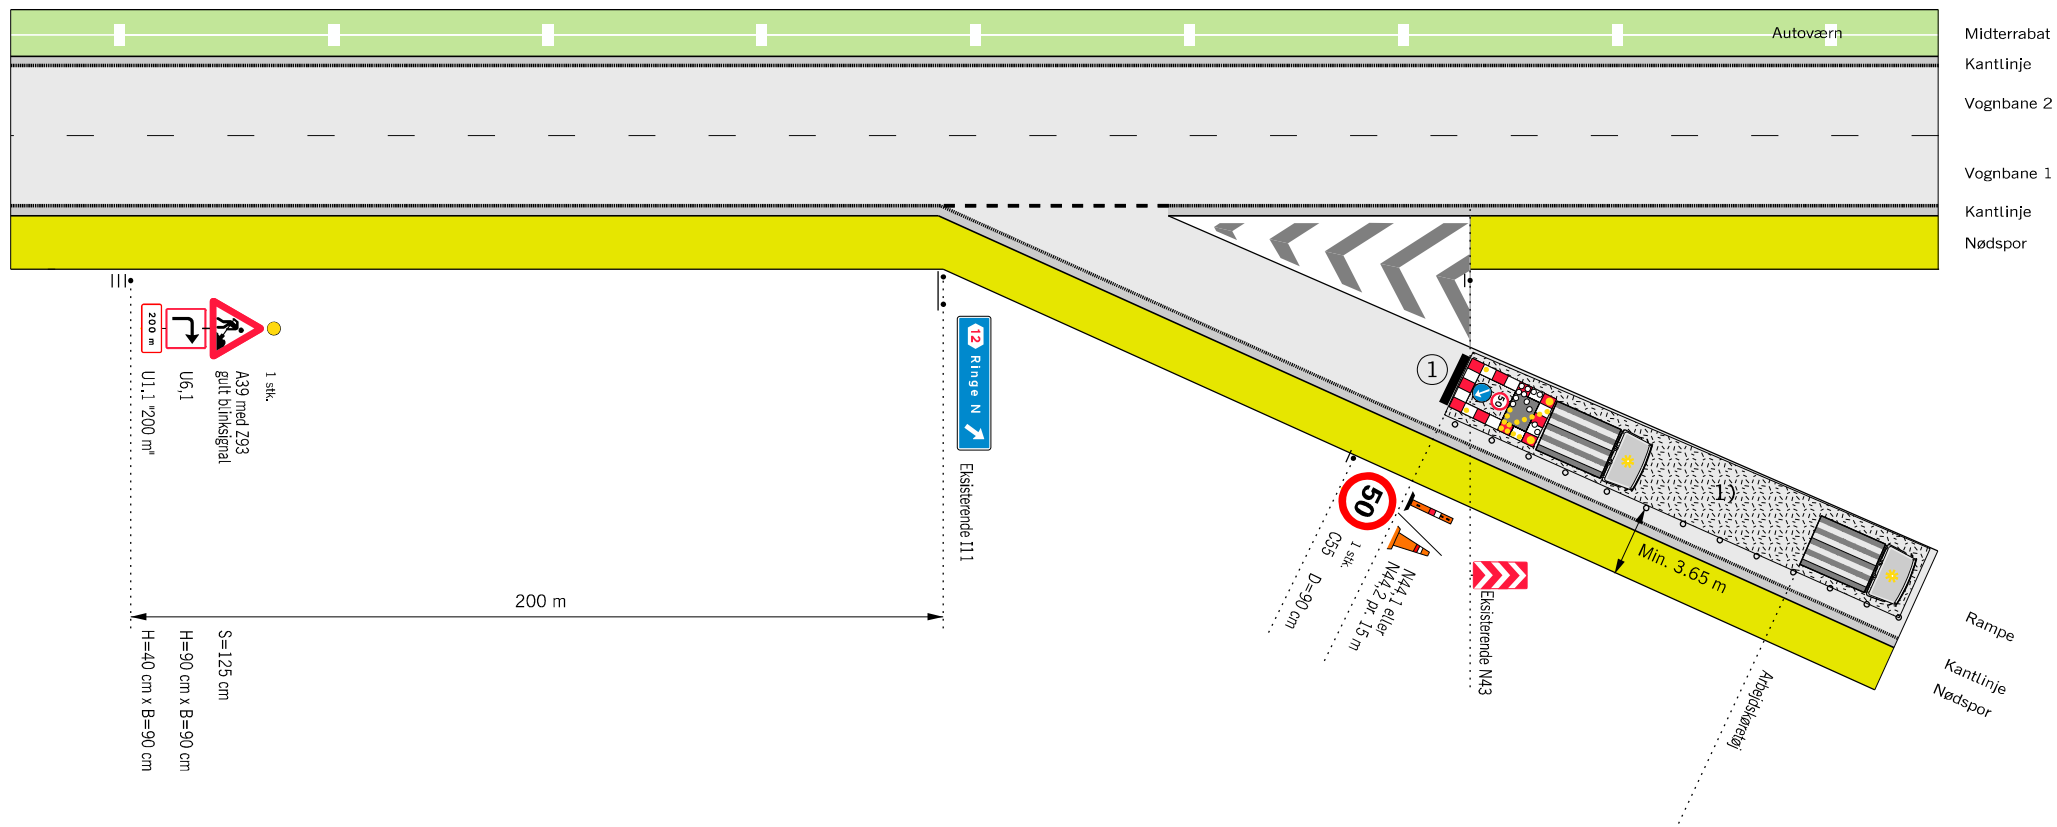 Autoværn
Midterrabat
Kantlinje
Vognbane 2
Vognbane 1
Kantlinje
Nødspor
200 m
U1,1 "200 m"
U6,1
A39 med Z93
gult blinksignal
1 stk.
H=40 cm x B=90 cm
H=90 cm x B=90 cm
S=125 cm
200 m
12 Ringe N
Eksisterende I11
1
50
50
1 stk.
C55 D=90 cm
N44,1 eller
N44,2 pr. 15 m
Eksisterende N43
1)
Min. 3.65 m
Arbejdskøretøj
Rampe
Kantlinje
Nødspor